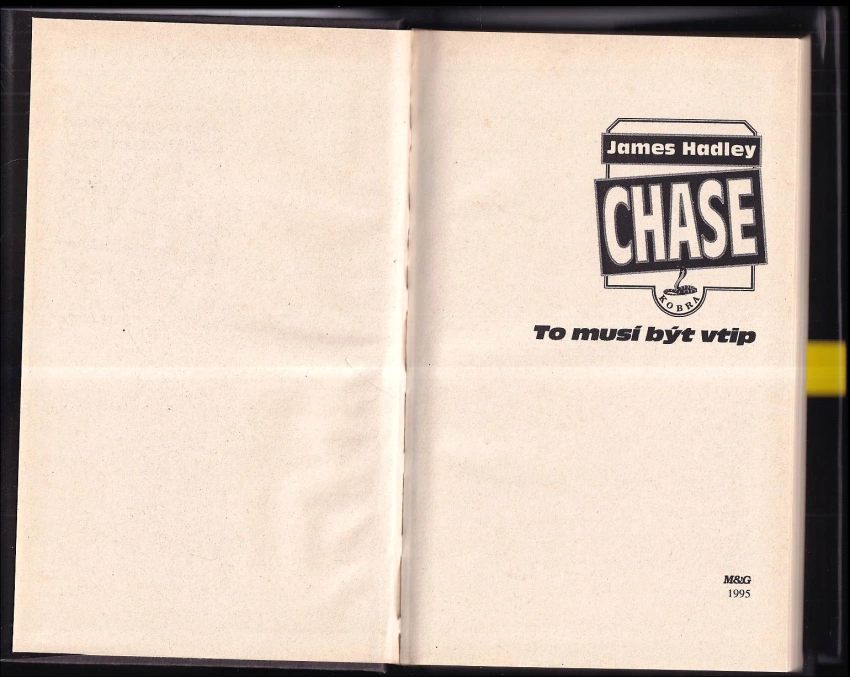 James Hadley
CHASE
KOBRA
To musí být vtip
M&G
1995